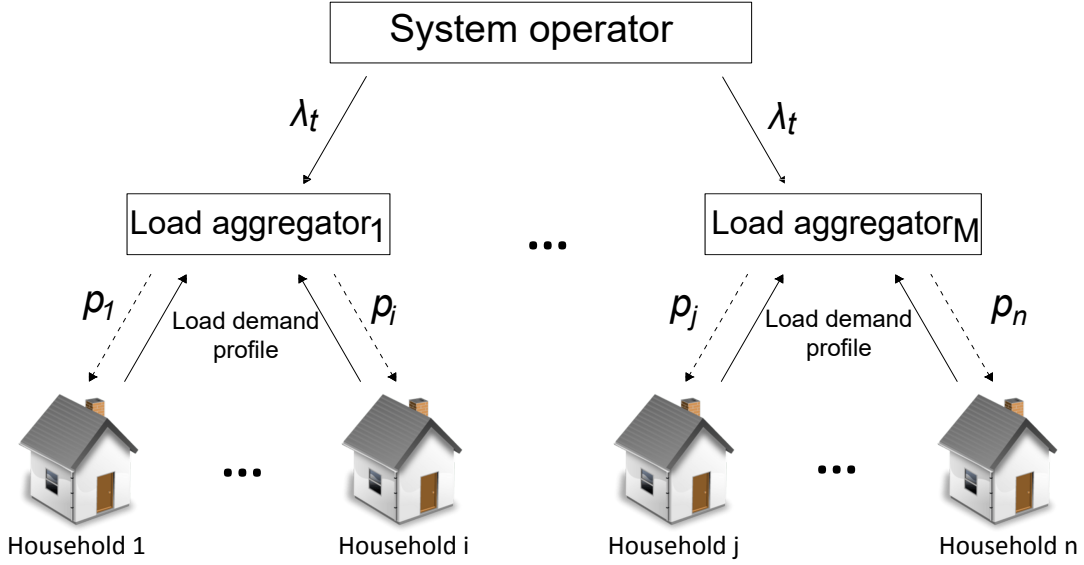 System operator
λt
λt
Load aggregator1
...
Load aggregatorM
p1
Load demand
profile
pi
pj
Load demand
profile
pn
...
...
Household 1
Household i
Household j
Household n